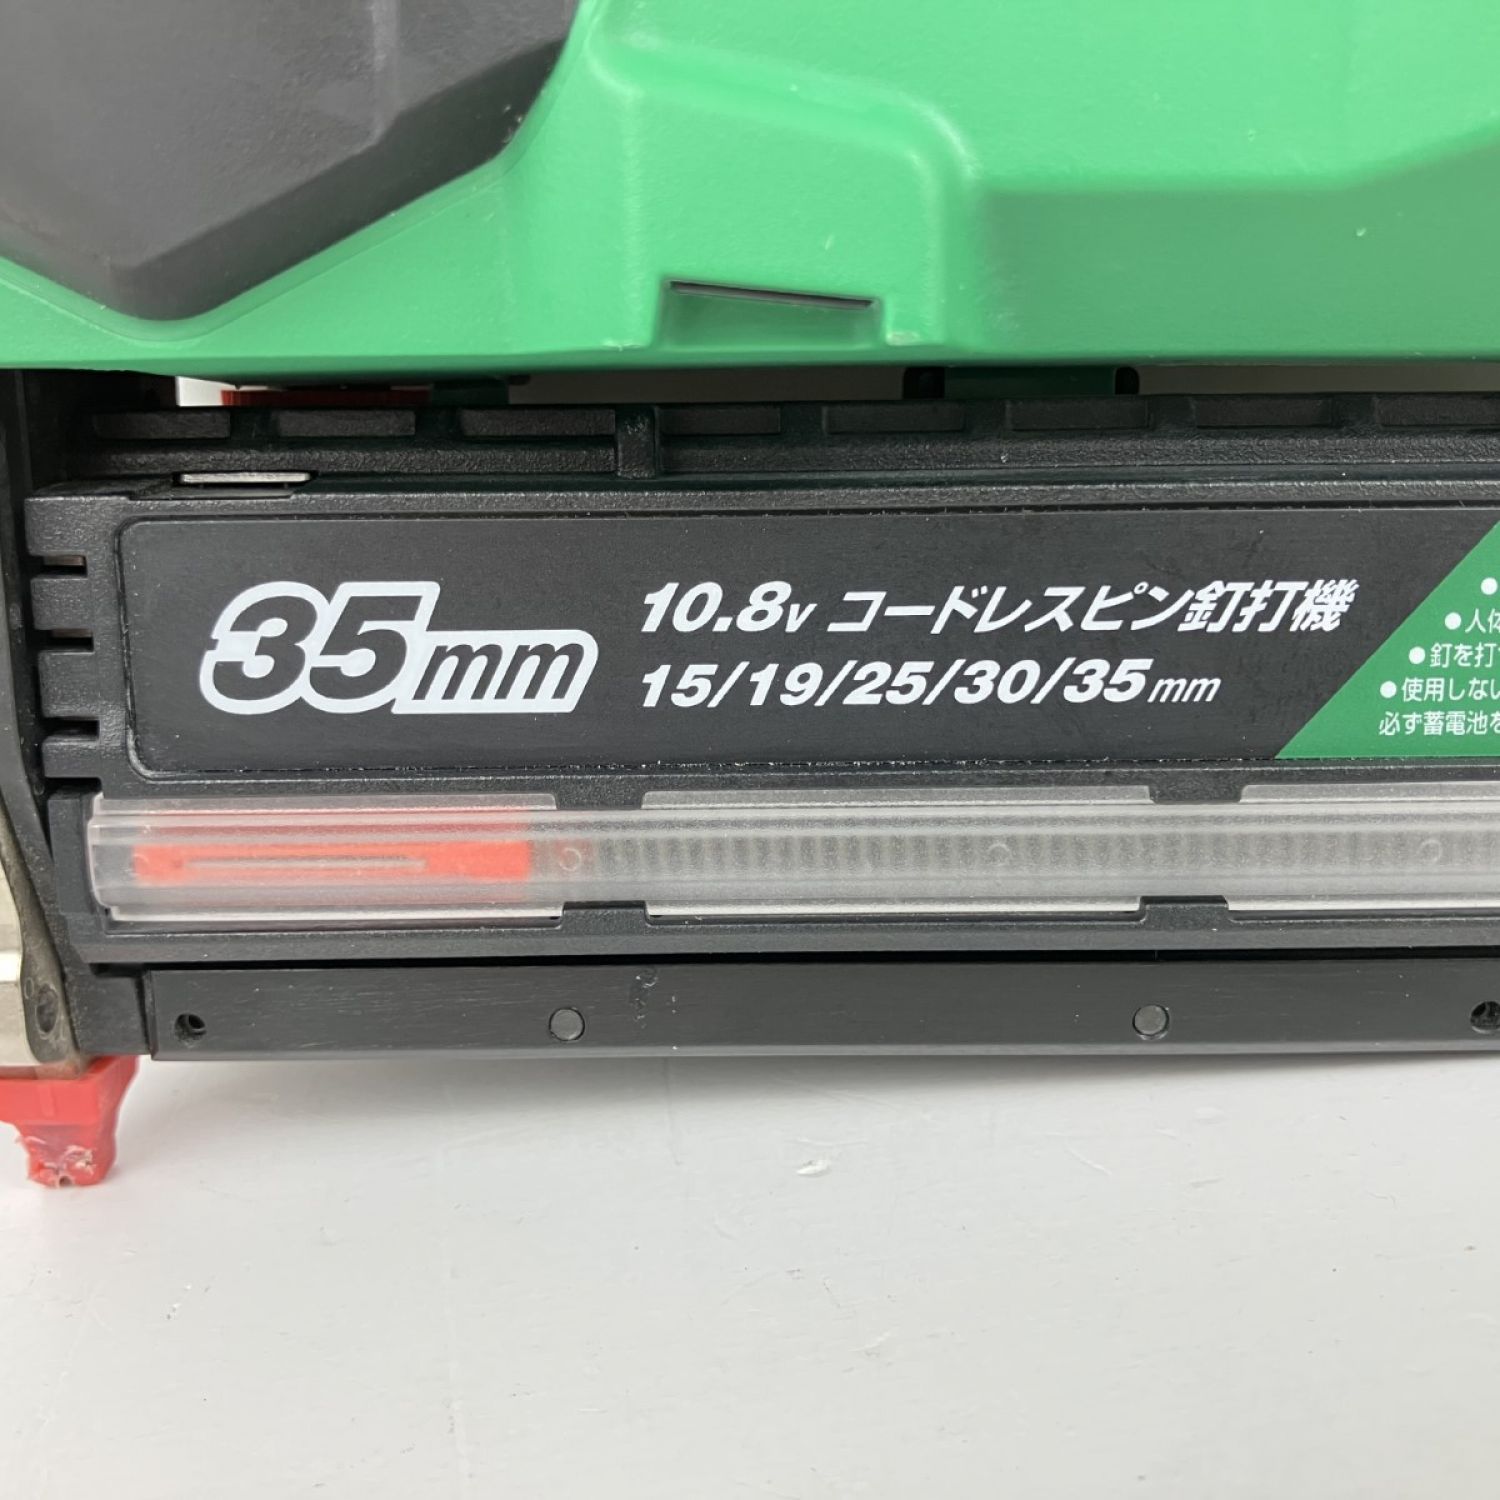 35mm
10.8v コードレスピン釘打機
15/19/25/30/35mm
●
●人体
●釘を打
●使用しない
必ず蓄電池を